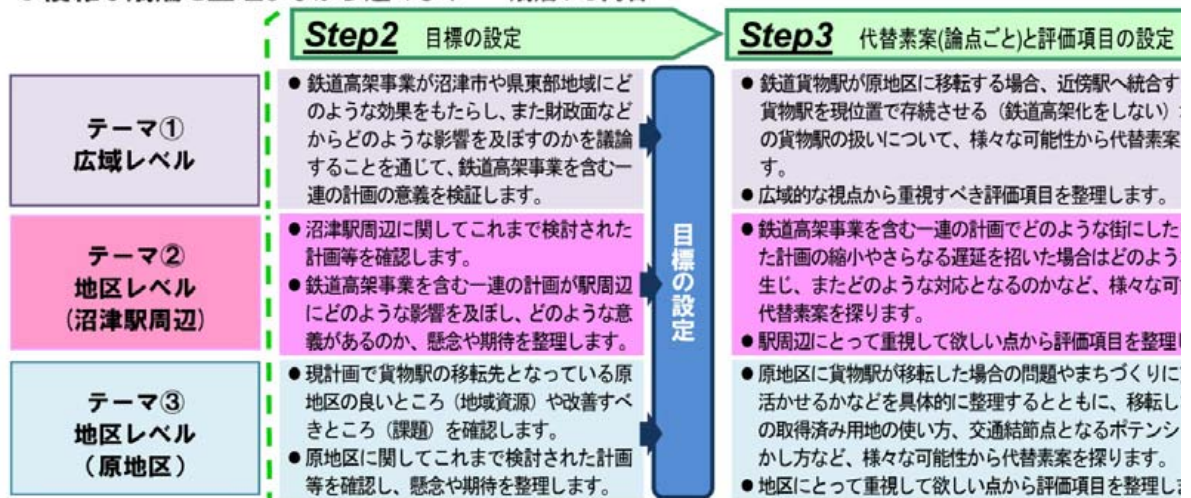 Step2 目標の設定
Step3 代替素案(論点ごと)と評価項目の設定
テーマ①
広域レベル
● 鉄道高架事業が沼津市や県東部地域にど
のような効果をもたらし、また財政面など
からどのような影響を及ぼすのかを議論
することを通じて、鉄道高架事業を含む一
連の計画の意義を検証します。
● 鉄道貨物駅が原地区に移転する場合、近傍駅へ統合す
貨物駅を現位置で存続させる（鉄道高架化をしない）
の貨物駅の扱いについて、様々な可能性から代替素案
す。
● 広域的な視点から重視すべき評価項目を整理します。
テーマ②
地区レベル
(沼津駅周辺)
● 沼津駅周辺に関してこれまで検討された
計画等を確認します。
● 鉄道高架事業を含む一連の計画が駅周辺
にどのような影響を及ぼし、どのような意
義があるのか、懸念や期待を整理します。
目標の設定
● 鉄道高架事業を含む一連の計画でどのような街にした
た計画の縮小やさらなる遅延を招いた場合はどのよう
生じ、またどのような対応となるのかなど、様々な可
代替素案を探ります。
● 駅周辺にとって重視して欲しい点から評価項目を整理
テーマ③
地区レベル
（原地区）
● 現計画で貨物駅の移転先となっている原
地区の良いところ（地域資源）や改善すべ
きところ（課題）を確認します。
● 原地区に関してこれまで検討された計画
等を確認し、懸念や期待を整理します。
● 原地区に貨物駅が移転した場合の問題やまちづくりに
活かせるかなどを具体的に整理するとともに、移転し
の取得済み用地の使い方、交通結節点となるポテンシ
かし方など、様々な可能性から代替素案を探ります。
● 地区にとって重視して欲しい点から評価項目を整理し